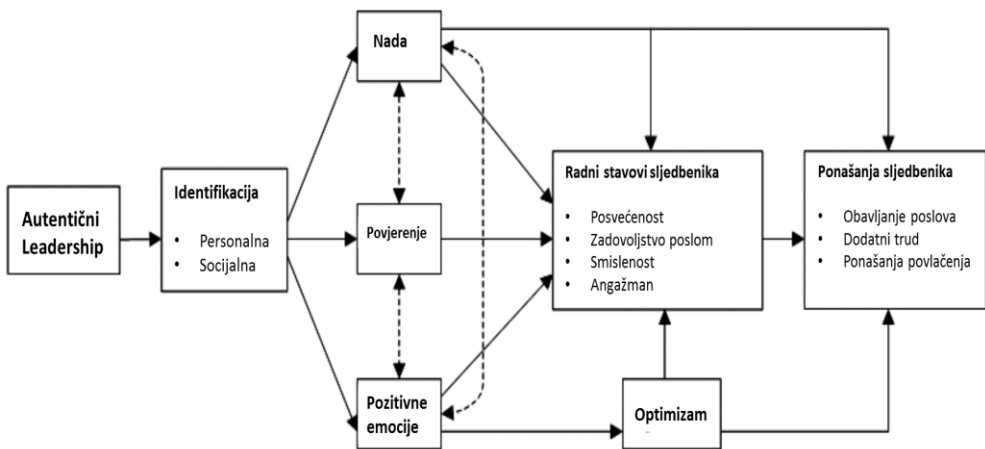 Autentični
Leadership
Identifikacija
• Personalna
• Socijalna
Nada
Povjerenje
Pozitivne
emocije
Radni stavovi sljedbenika
• Posvećenost
• Zadovoljstvo poslom
• Smislenost
• Angažman
Optimizam
Ponašanja sljedbenika
• Obavljanje poslova
• Dodatni trud
• Ponašanja povlačenja